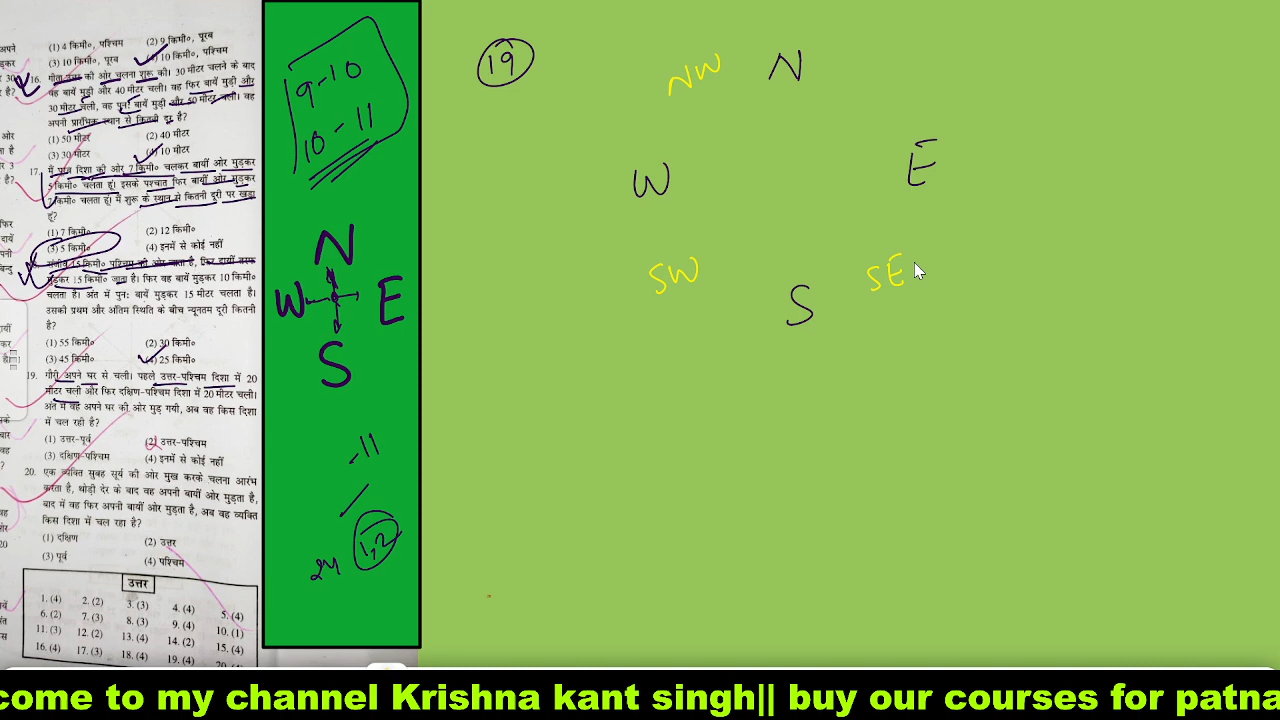 (1) 4 किमी०, पश्चिम (2) 9 किमी०, पूरब
(3) 10 किमी०, पूरब (4) 10 किमी०, पश्चिम
16. गीता की ओर चलना शुरू की। 30 मीटर चलने के बाद
वह बायें मुड़ी और 40 मीटर चली। वह फिर बायें मुड़ी और
30 मीटर चली, वह पुनः बायें मुड़ी और 50 मीटर चली। वह
अपनी प्रारंभिक स्थान से कितनी दूर है?
(1) 50 मीटर (2) 40 मीटर
(3) 30 मीटर (4) 10 मीटर
17. मैं दिशा की ओर 7 किमी० चलकर बायीं ओर मुड़कर
5 किमी० चलता हूं। इसके पश्चात फिर बायीं ओर मुड़कर
7 किमी० चलता हूं। मैं शुरू के स्थान से कितनी दूरी पर खड़ा
हूं?
(1) 7 किमी० (2) 12 किमी०
(3) 5 किमी० (4) इनमें से कोई नहीं
15 किमी० पश्चिम की ओर जाता है, फिर दायीं तरफ
मुड़कर 15 किमी० जाता है। फिर वह बायें मुड़कर 10 किमी०
चलता है। अंत में पुनः बायें मुड़कर 15 मीटर चलता है।
उसकी प्रथम और अंतिम स्थिति के बीच न्यूनतम दूरी कितनी
है?
(1) 55 किमी० (2) 30 किमी०
(3) 45 किमी० (4) 25 किमी०
19. गौरी अपने घर से चली। पहले उत्तर-पश्चिम दिशा में 20
मीटर चली और फिर दक्षिण-पश्चिम दिशा में 20 मीटर चली।
अंत में वह अपने घर की ओर मुड़ गयी, अब वह किस दिशा
में चल रही है?
(1) उत्तर-पूर्व (2) उत्तर-पश्चिम
(3) दक्षिण-पश्चिम (4) इनमें से कोई नहीं
20. एक व्यक्ति सुबह सूर्य की ओर मुख करके चलना आरंभ
करता है, थोड़ी देर के बाद वह अपनी बायीं ओर मुड़ता है,
बाद में वह फिर अपनी बायीं ओर मुड़ता है, अब वह व्यक्ति
किस दिशा में चल रहा है?
(1) दक्षिण (2) उत्तर
(3) पूर्व (4) पश्चिम
उत्तर
1. (4) 2. (2) 3. (3) 4. (4) 5. (4)
6. (2) 7. (3) 8. (3) 9. (4) 10. (1)
11. (3) 12. (2) 13. (4) 14. (2) 15. (4)
16. (4) 17. (3) 18. (4) 19. (4)
9-10
10-11
N
W E
S
-11
1,2
19
NW N
W E
SW SE
S
come to my channel Krishna kant singh|| buy our courses for patna